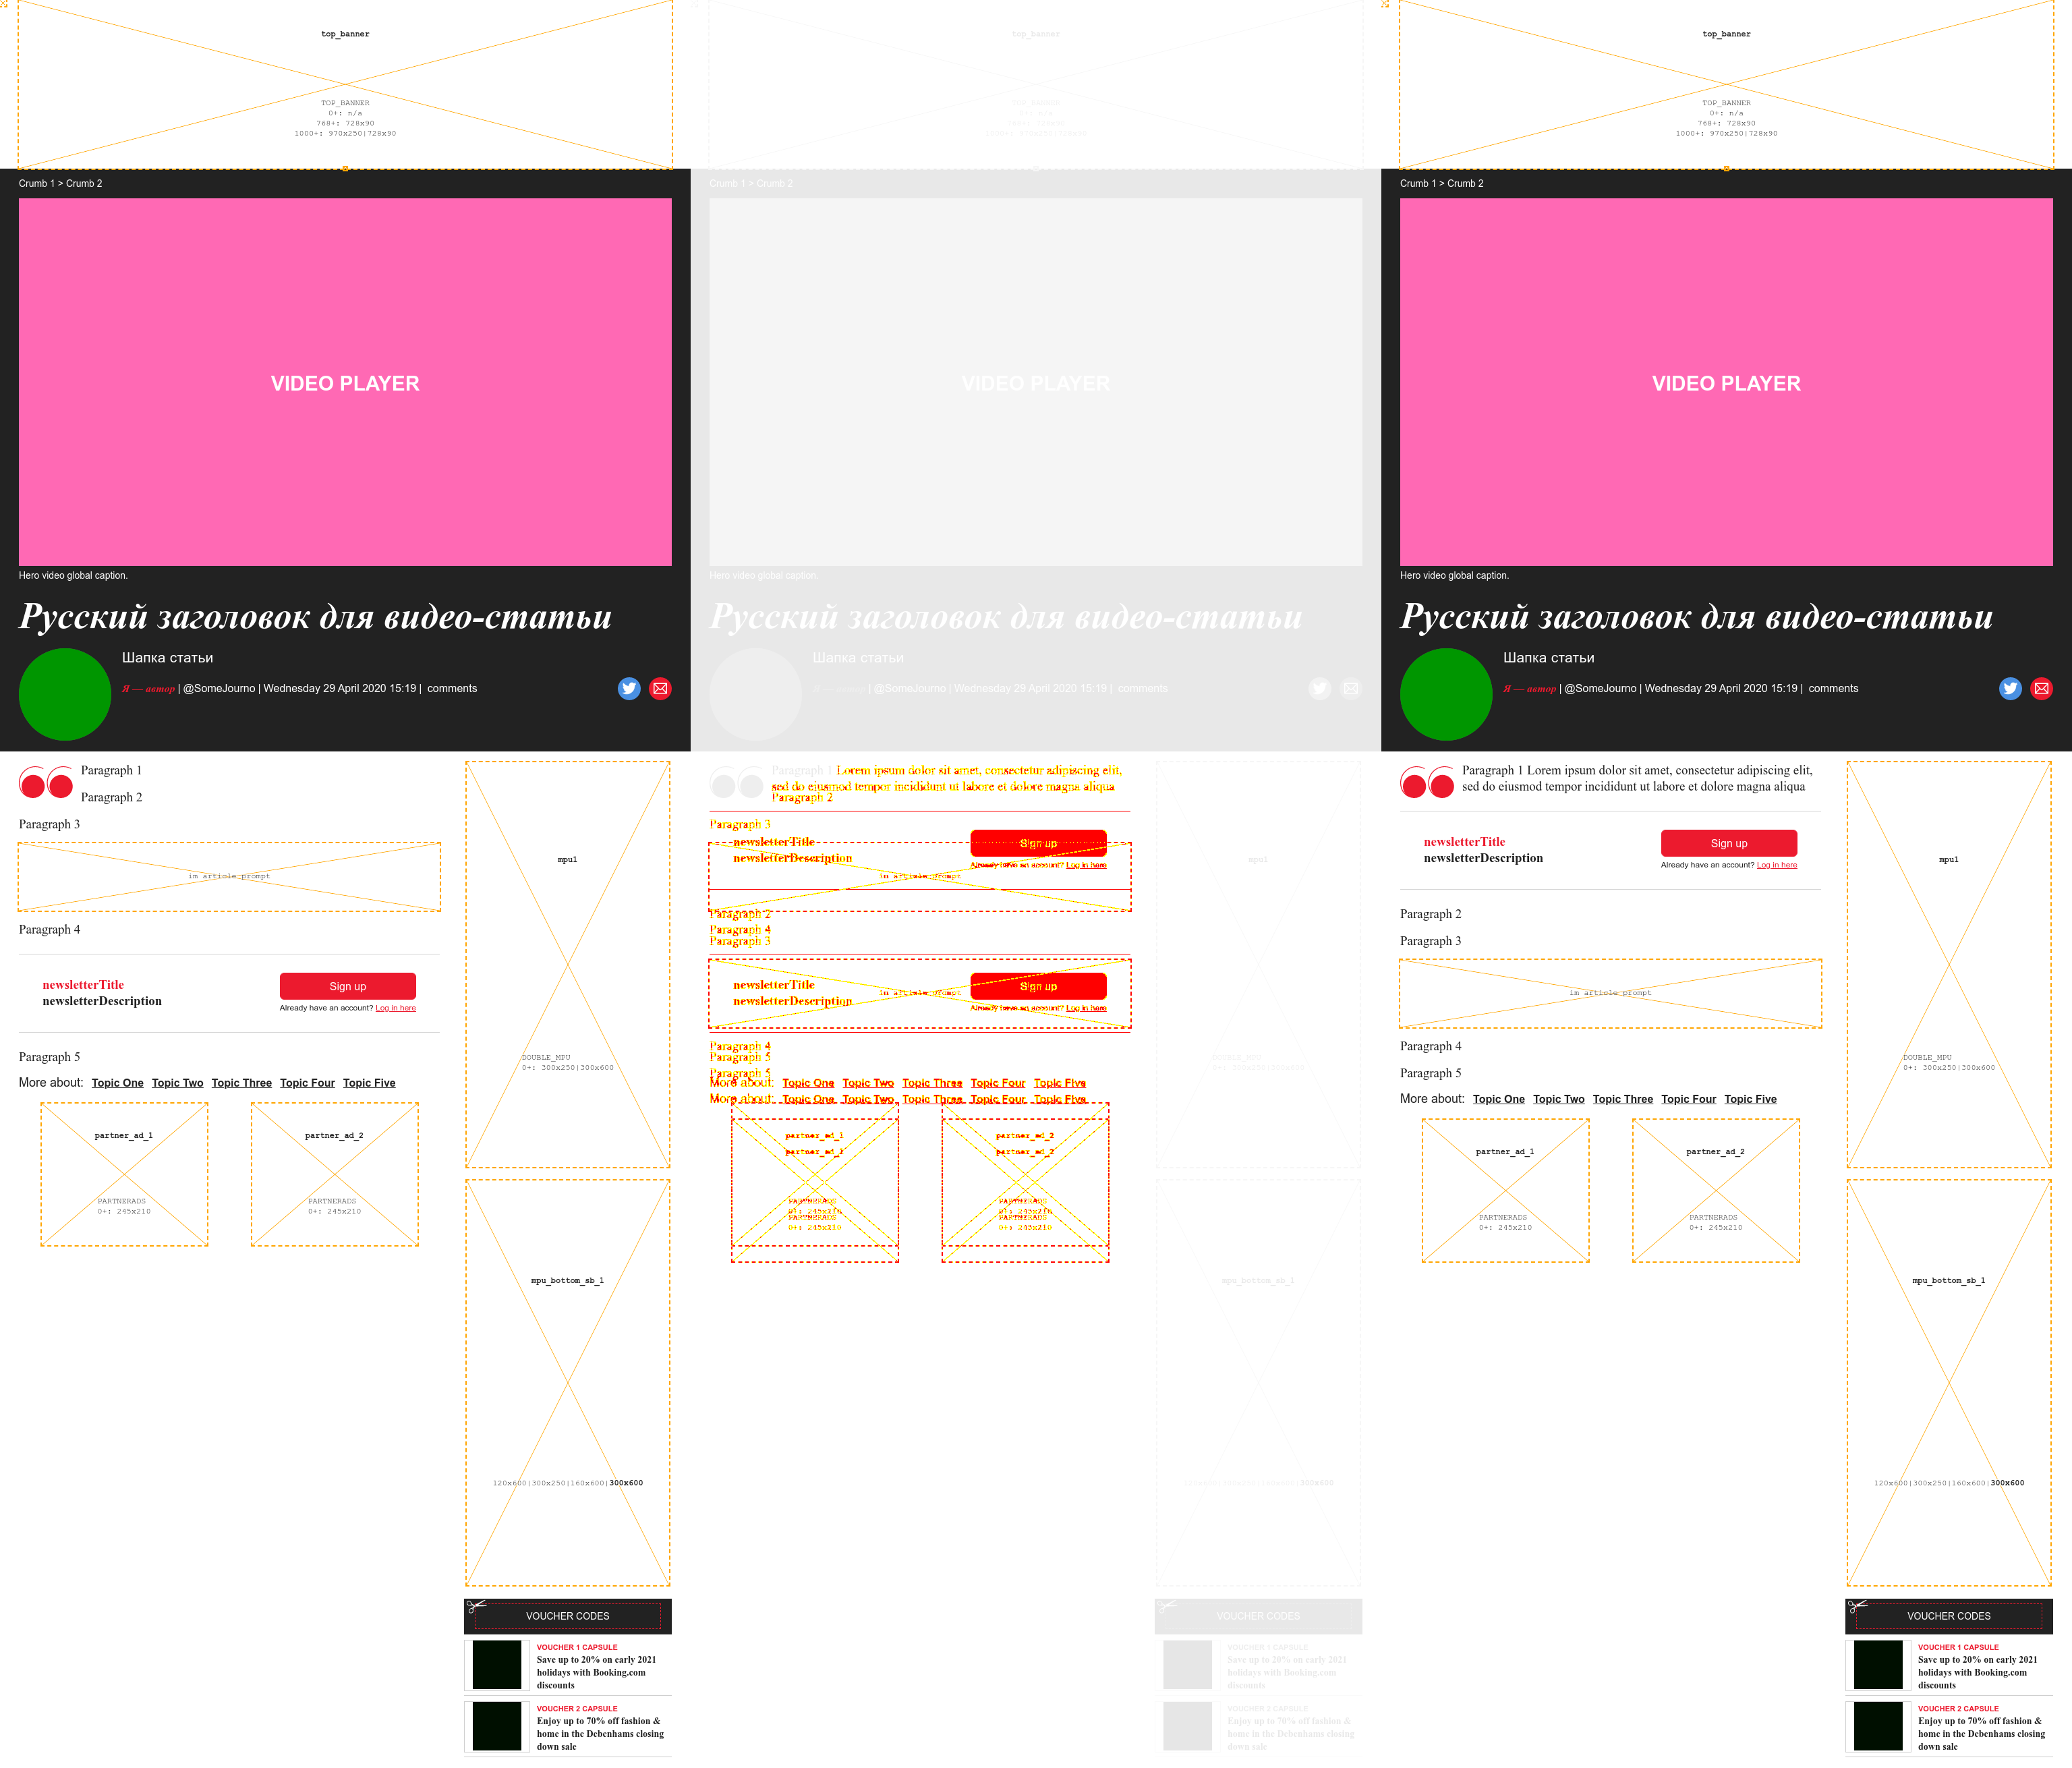 top_banner
TOP_BANNER
0+: n/a
768+: 728x90
1000+: 970x250|728x90
Crumb 1 > Crumb 2
VIDEO PLAYER
Hero video global caption.
Русский заголовок для видео-статьи
Шапка статьи
Я — автор | @SomeJourno | Wednesday 29 April 2020 15:19 | comments
Paragraph 1
Paragraph 2
Paragraph 3
im article prompt
Paragraph 4
newsletterTitle
newsletterDescription
Sign up
Already have an account? Log in here
Paragraph 5
More about: Topic One Topic Two Topic Three Topic Four Topic Five
partner_ad_1
PARTNERADS
0+: 245x210
partner_ad_2
PARTNERADS
0+: 245x210
mpu1
DOUBLE_MPU
0+: 300x250|300x600
mpu_bottom_sb_1
120x600|300x250|160x600|300x600
VOUCHER CODES
VOUCHER 1 CAPSULE
Save up to 20% on early 2021
holidays with Booking.com
discounts
VOUCHER 2 CAPSULE
Enjoy up to 70% off fashion &
home in the Debenhams closing
down sale
top_banner
TOP_BANNER
0+: n/a
768+: 728x90
1000+: 970x250|728x90
Crumb 1 > Crumb 2
VIDEO PLAYER
Hero video global caption.
Русский заголовок для видео-статьи
Шапка статьи
Я — автор | @SomeJourno | Wednesday 29 April 2020 15:19 | comments
Paragraph 1 Lorem ipsum dolor sit amet, consectetur adipiscing elit,
sed do eiusmod tempor incididunt ut labore et dolore magna aliqua
Paragraph 2
Paragraph 3
newsletterTitle
newsletterDescription
Sign up
Already have an account? Log in here
im article prompt
Paragraph 2
Paragraph 4
Paragraph 3
newsletterTitle
newsletterDescription
Sign up
Already have an account? Log in here
im article prompt
Paragraph 4
Paragraph 5
Paragraph 5
More about: Topic One Topic Two Topic Three Topic Four Topic Five
More about: Topic One Topic Two Topic Three Topic Four Topic Five
partner_ad_1
partner_ad_1
PARTNERADS
0+: 245x210
PARTNERADS
0+: 245x210
partner_ad_2
partner_ad_2
PARTNERADS
0+: 245x210
PARTNERADS
0+: 245x210
mpu1
DOUBLE_MPU
0+: 300x250|300x600
mpu_bottom_sb_1
120x600|300x250|160x600|300x600
VOUCHER CODES
VOUCHER 1 CAPSULE
Save up to 20% on early 2021
holidays with Booking.com
discounts
VOUCHER 2 CAPSULE
Enjoy up to 70% off fashion &
home in the Debenhams closing
down sale
top_banner
TOP_BANNER
0+: n/a
768+: 728x90
1000+: 970x250|728x90
Crumb 1 > Crumb 2
VIDEO PLAYER
Hero video global caption.
Русский заголовок для видео-статьи
Шапка статьи
Я — автор | @SomeJourno | Wednesday 29 April 2020 15:19 | comments
Paragraph 1 Lorem ipsum dolor sit amet, consectetur adipiscing elit,
sed do eiusmod tempor incididunt ut labore et dolore magna aliqua
newsletterTitle
newsletterDescription
Sign up
Already have an account? Log in here
Paragraph 2
Paragraph 3
im article prompt
Paragraph 4
Paragraph 5
More about: Topic One Topic Two Topic Three Topic Four Topic Five
partner_ad_1
PARTNERADS
0+: 245x210
partner_ad_2
PARTNERADS
0+: 245x210
mpu1
DOUBLE_MPU
0+: 300x250|300x600
mpu_bottom_sb_1
120x600|300x250|160x600|300x600
VOUCHER CODES
VOUCHER 1 CAPSULE
Save up to 20% on early 2021
holidays with Booking.com
discounts
VOUCHER 2 CAPSULE
Enjoy up to 70% off fashion &
home in the Debenhams closing
down sale